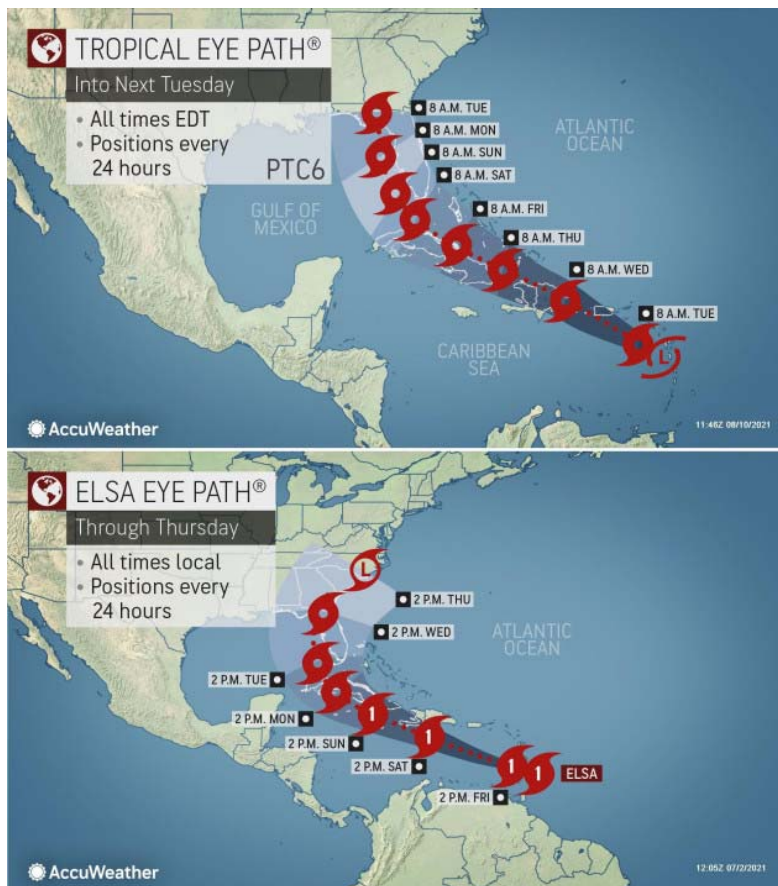 TROPICAL EYE PATH®
Into Next Tuesday
• All times EDT
• Positions every
24 hours
PTC6
8 A.M. TUE
8 A.M. MON
8 A.M. SUN
8 A.M. SAT
8 A.M. FRI
8 A.M. THU
8 A.M. WED
8 A.M. TUE
L
ATLANTIC
OCEAN
GULF OF
MEXICO
CARIBBEAN
SEA
AccuWeather
11:46Z 08/10/2021
ELSA EYE PATH®
Through Thursday
• All times local
• Positions every
24 hours
L
2 P.M. THU
2 P.M. WED
ATLANTIC
OCEAN
2 P.M. TUE
2 P.M. MON
2 P.M. SUN
2 P.M. SAT
2 P.M. FRI
1
1
1
1
ELSA
AccuWeather
12:05Z 07/2/2021